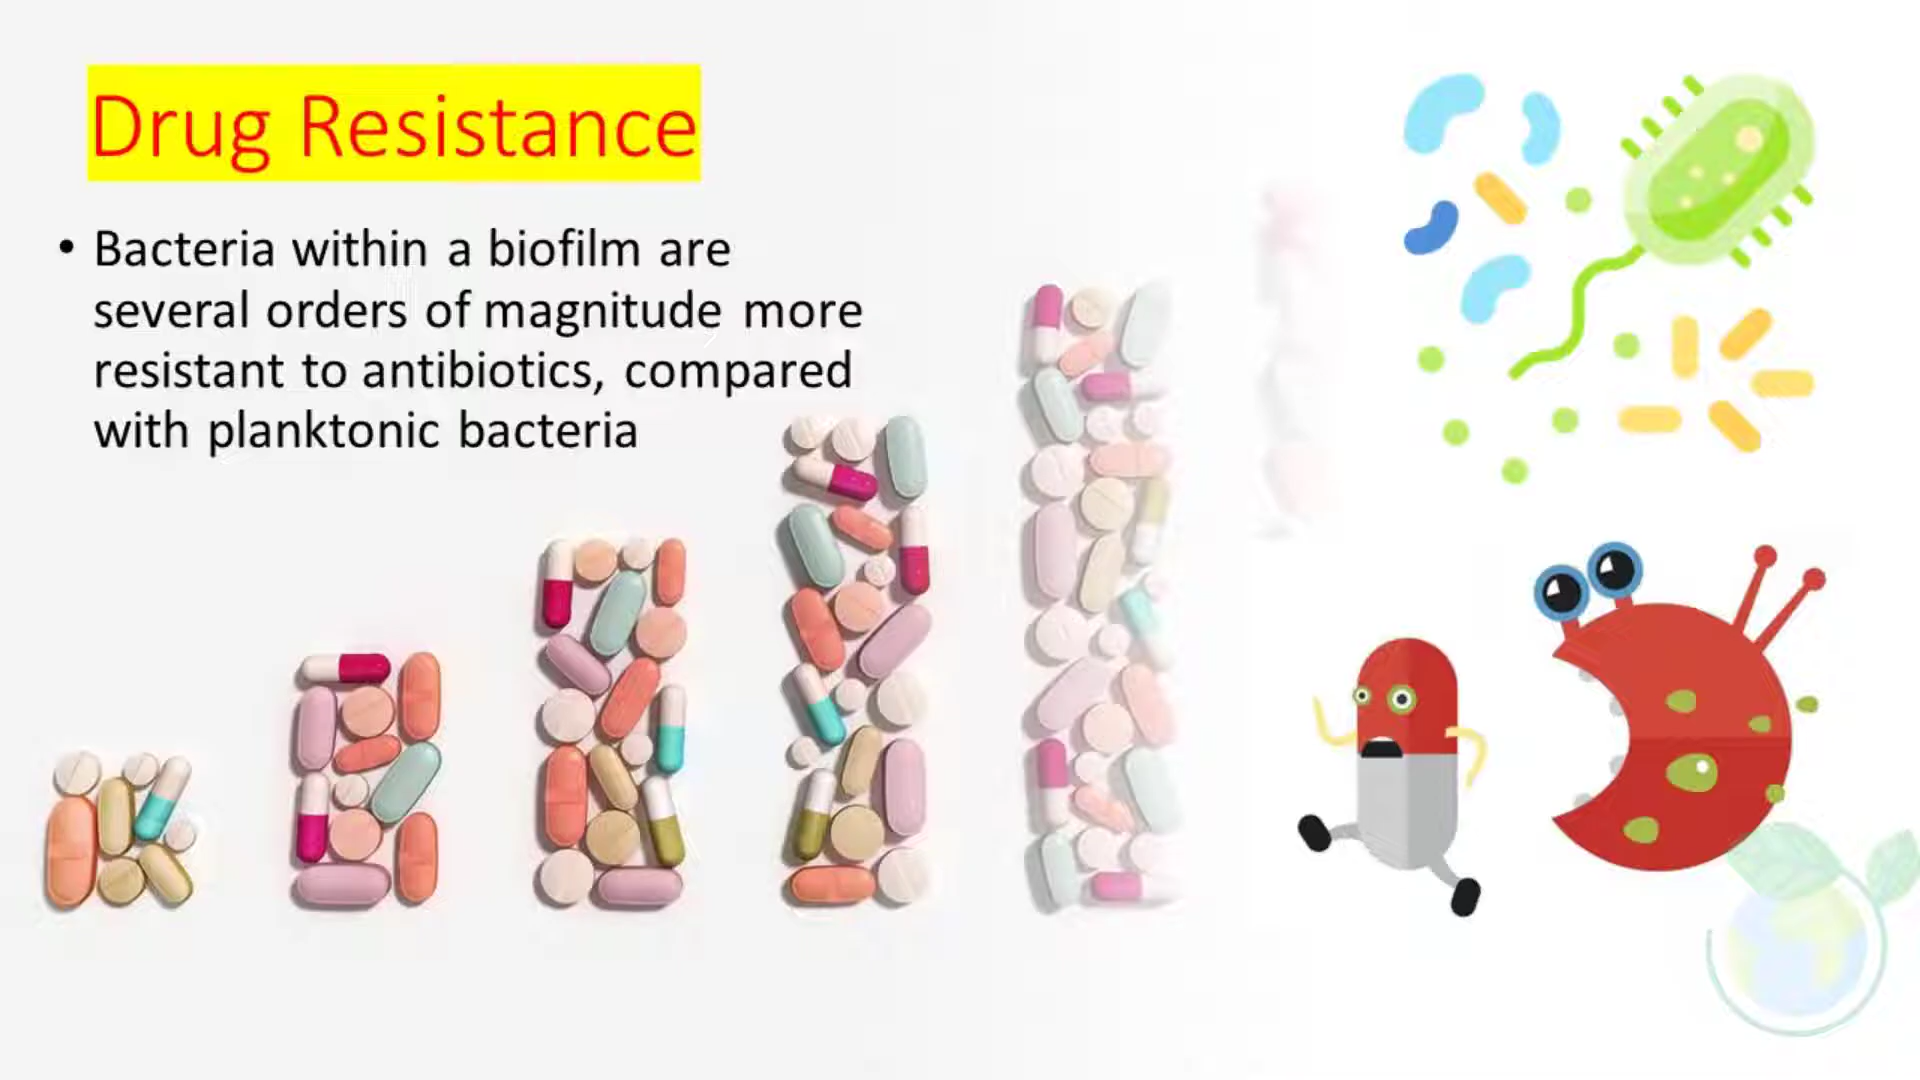 Drug Resistance
• Bacteria within a biofilm are
several orders of magnitude more
resistant to antibiotics, compared
with planktonic bacteria